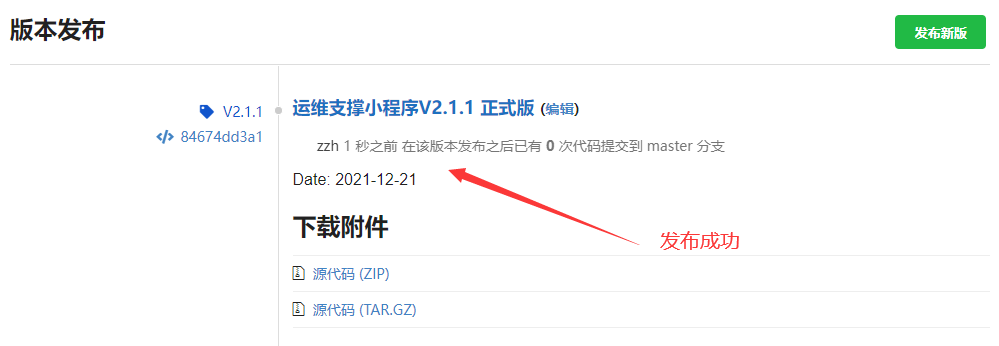 版本发布
发布新版
V2.1.1
84674dd3a1
运维支撑小程序V2.1.1 正式版 (编辑)
zzh 1 秒之前 在该版本发布之后已有 0 次代码提交到 master 分支
Date: 2021-12-21
下载附件
发布成功
源代码 (ZIP)
源代码 (TAR.GZ)